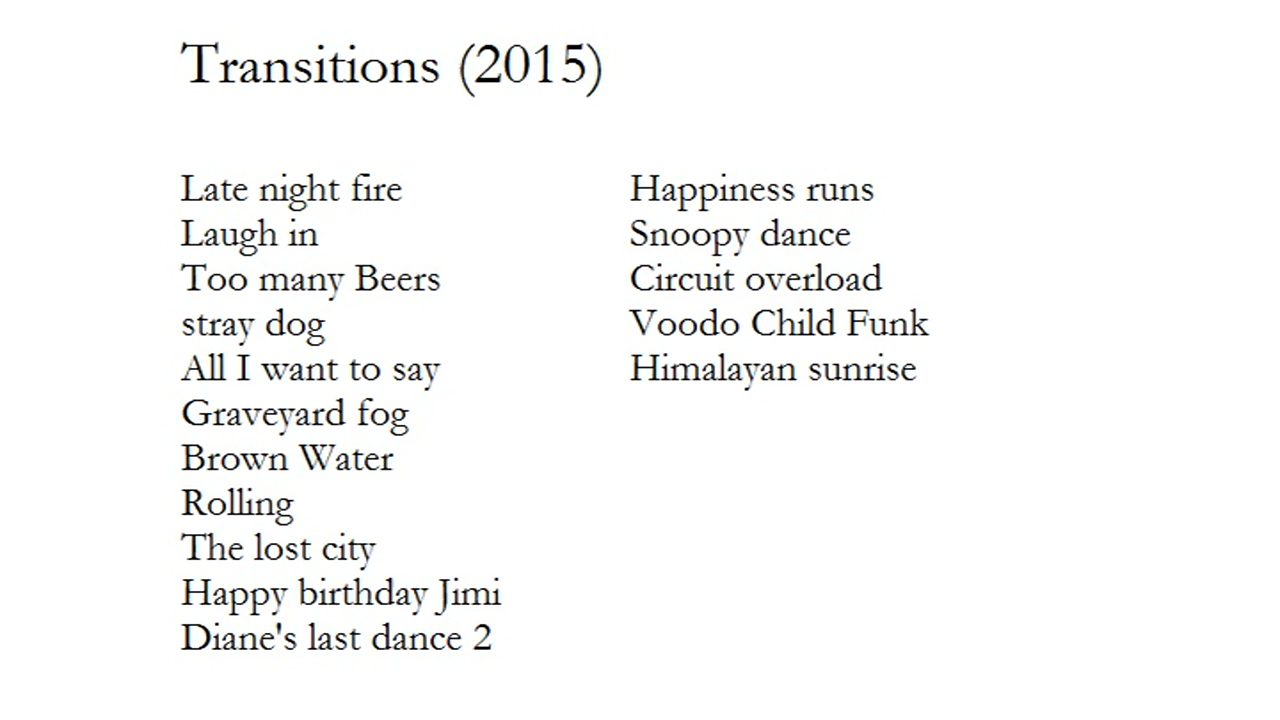 Transitions (2015)
Late night fire
Laugh in
Too many Beers
stray dog
All I want to say
Graveyard fog
Brown Water
Rolling
The lost city
Happy birthday Jimi
Diane's last dance 2
Happiness runs
Snoopy dance
Circuit overload
Voodo Child Funk
Himalayan sunrise